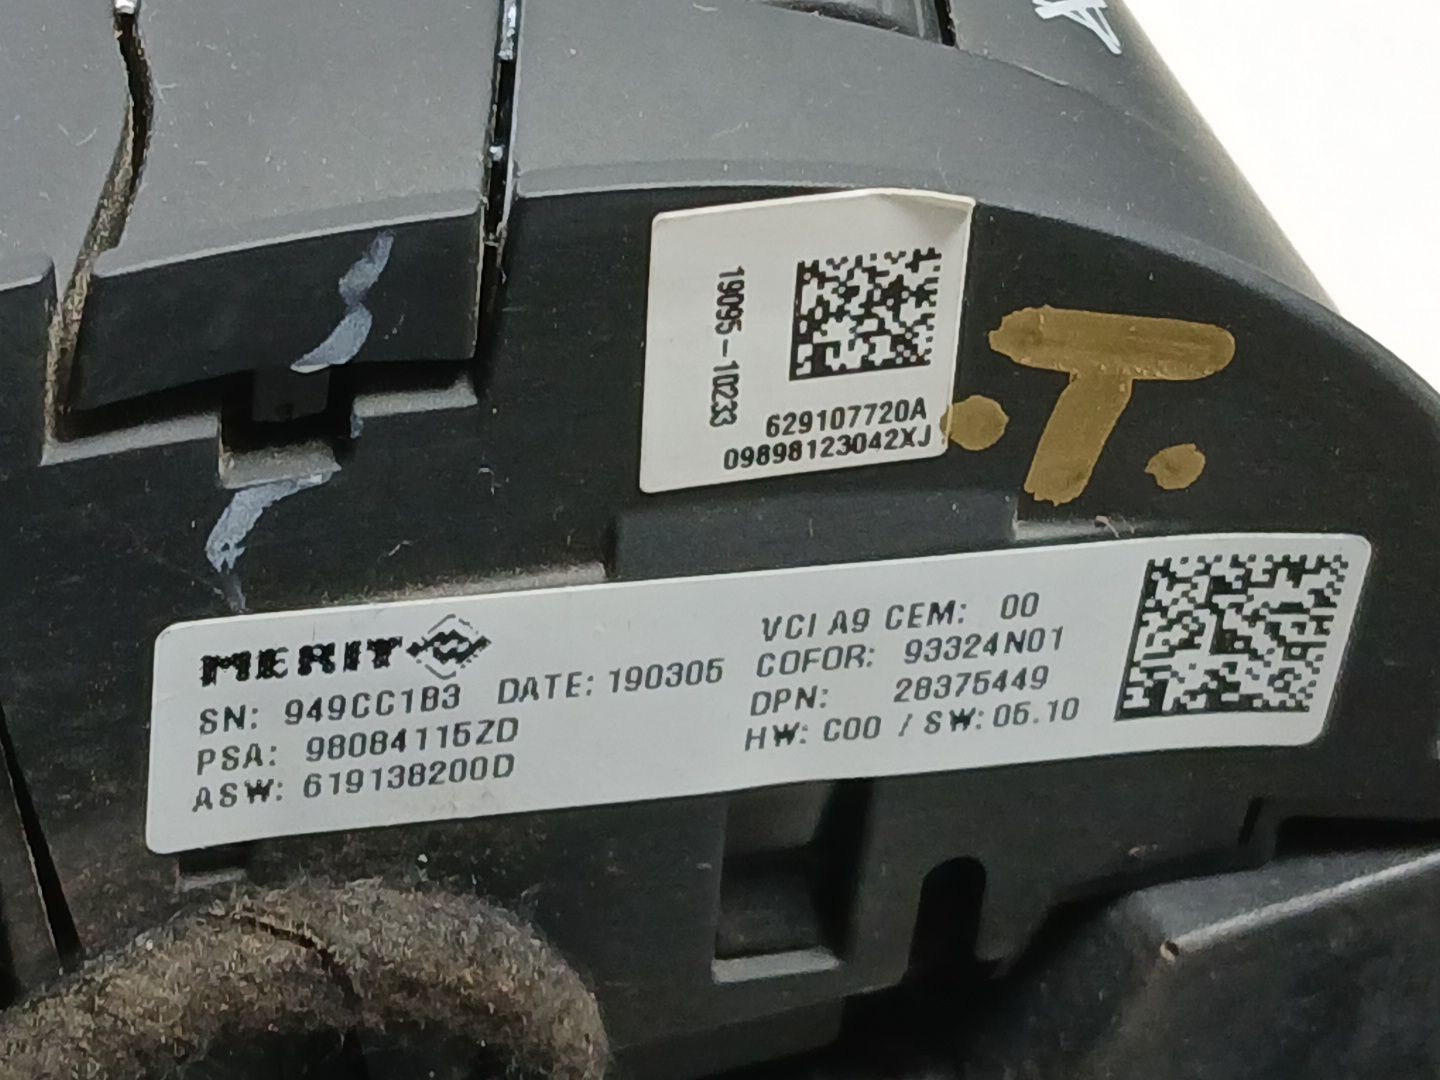 19095-10233
629107720A
09898123042XJ
.T.
MERIT
SN: 949CC1B3 DATE: 190305
PSA: 98084115ZD
ASW: 619138200D
VCI A9 CEM: 00
COFOR: 93324N01
DPN: 28375449
HW: C00 / SW: 05.10